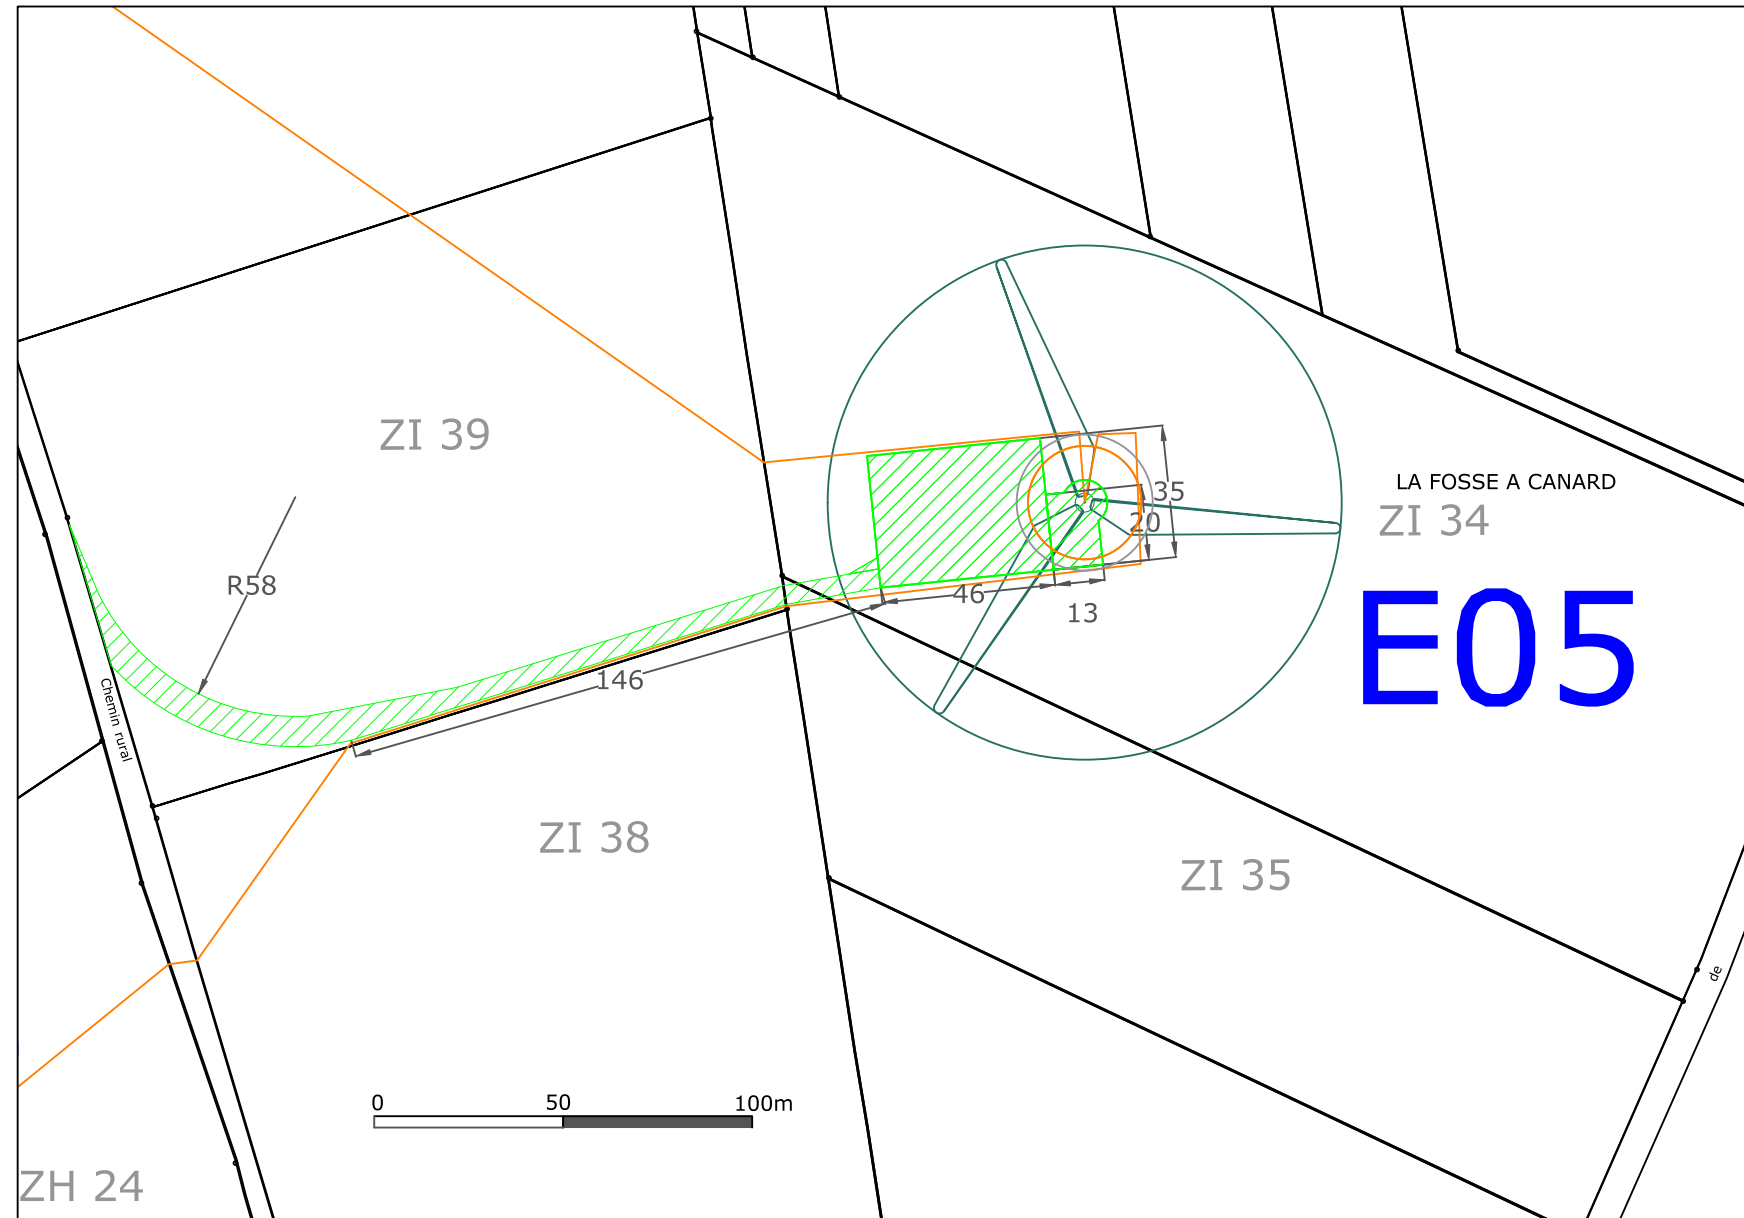 ZI 39
LA FOSSE A CANARD
ZI 34
35
20
R58
46
13
E05
146
Chemin rural
ZI 38
ZI 35
de
0 50 100m
ZH 24